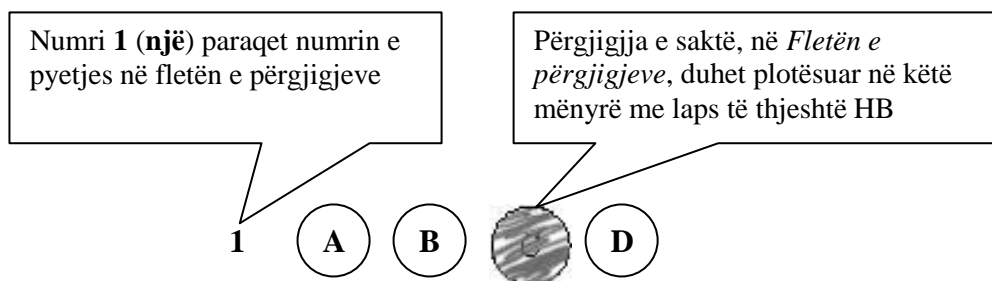 Numri 1 (një) paraqet numrin e
pyetjes në fletën e përgjigjeve
Përgjigjja e saktë, në Fletën e
përgjigjeve, duhet plotësuar në këtë
mënyrë me laps të thjeshtë HB
1 A B C D